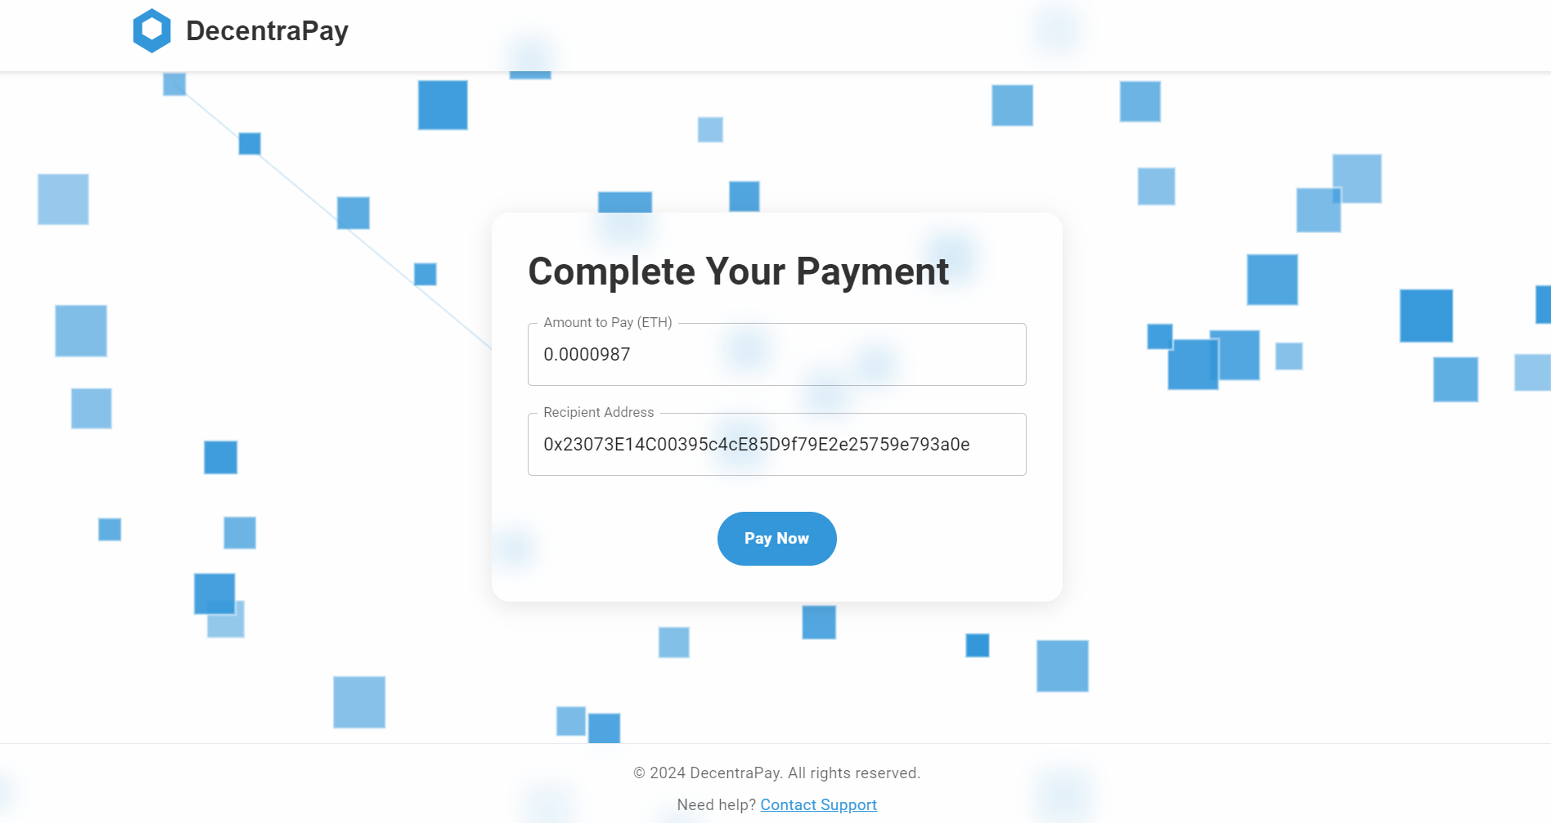 DecentraPay
Complete Your Payment
Amount to Pay (ETH)
0.0000987
Recipient Address
0x23073E14C00395c4cE85D9f79E2e25759e793a0e
Pay Now
© 2024 DecentraPay. All rights reserved.
Need help? Contact Support